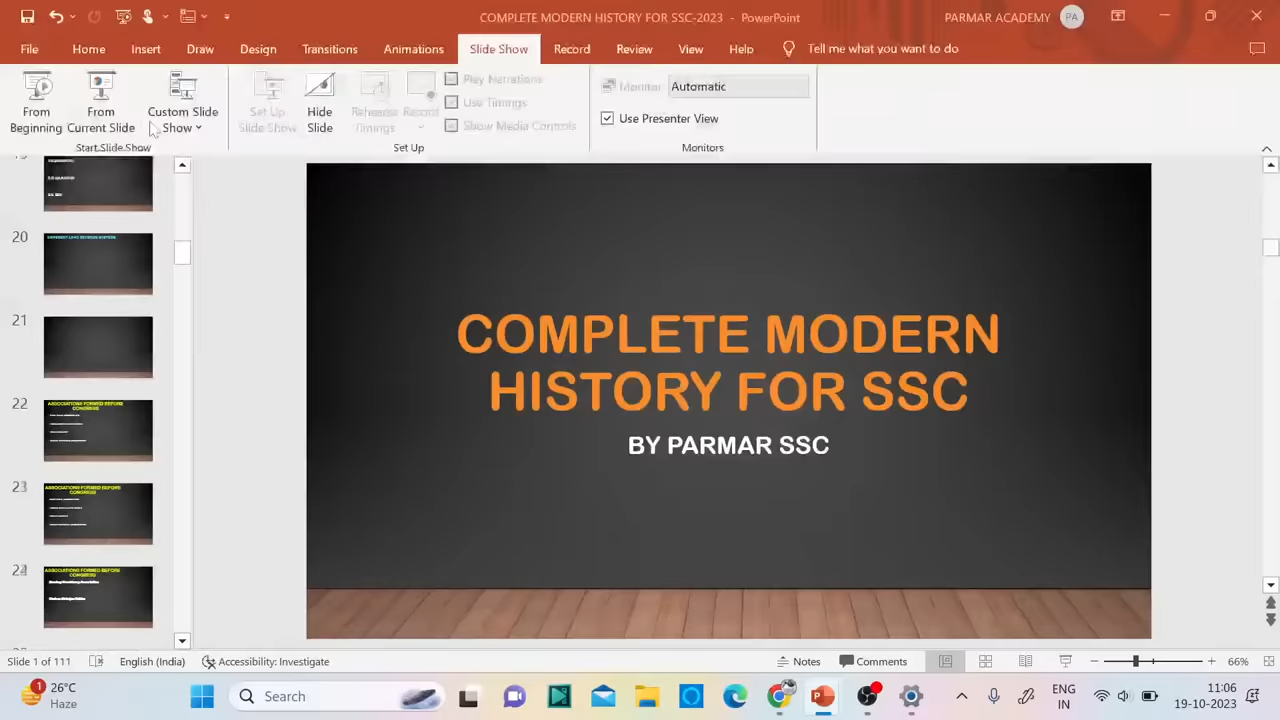 COMPLETE MODERN HISTORY FOR SSC-2023 - PowerPoint
PARMAR ACADEMY PA
File Home Insert Draw Design Transitions Animations Slide Show Record Review View Help Tell me what you want to do
From Beginning
From Current Slide
Custom Slide Show
Start Slide Show
Set Up Slide Show
Hide Slide
Rehearse Timings
Record
Play Narrations
Use Timings
Show Media Controls
Set Up
Monitor: Automatic
Use Presenter View
Monitors
20
21
22
ASSOCIATIONS FORMED BEFORE
CONGRESS
23
ASSOCIATIONS FORMED BEFORE
CONGRESS
24
ASSOCIATIONS FORMED BEFORE
CONGRESS
COMPLETE MODERN
HISTORY FOR SSC
BY PARMAR SSC
Slide 1 of 111 English (India) Accessibility: Investigate Notes Comments 66%
1
26°C
Haze
Search
ENG
IN
11:06
19-10-2023